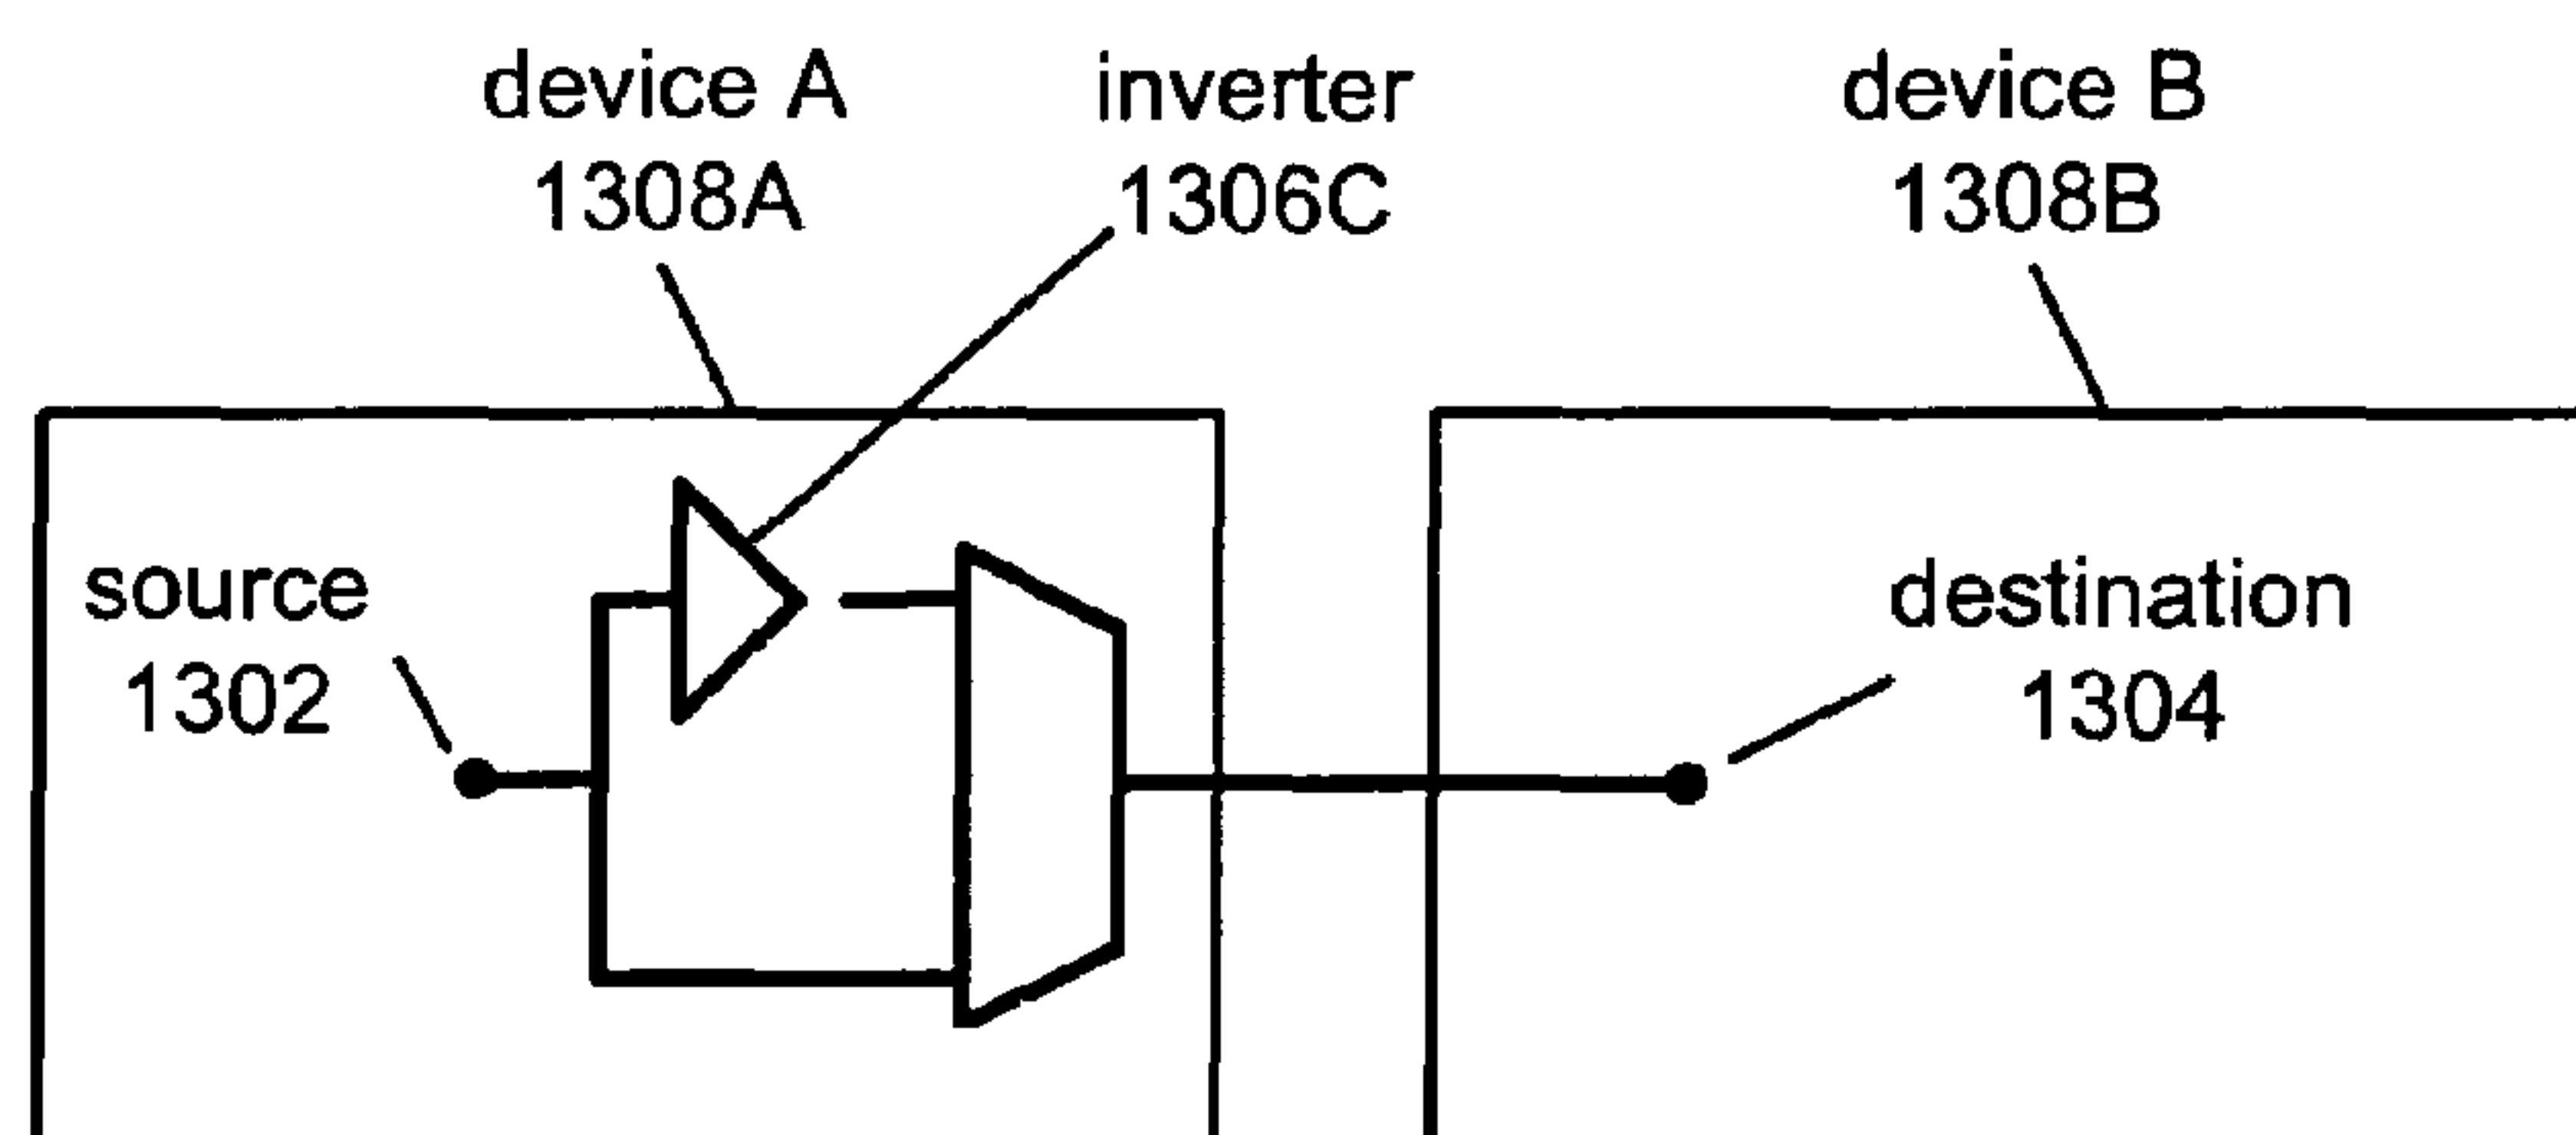 device A
1308A
inverter
1306C
device B
1308B
source
1302
destination
1304